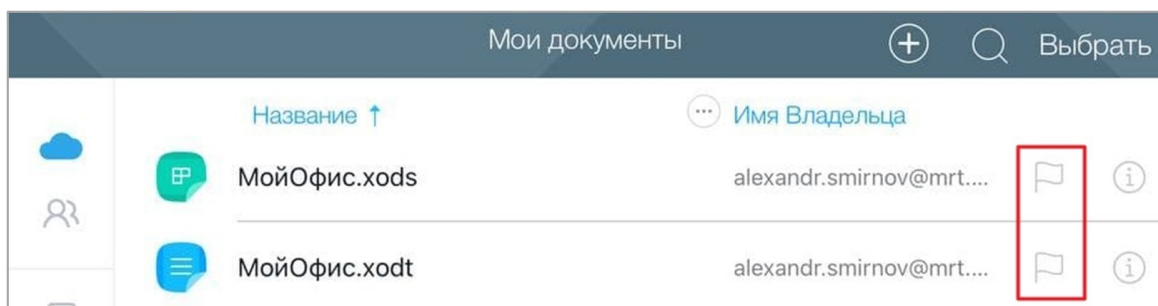 Мои документы Выбрать
Название ↑ Имя Владельца
МойОфис.xods alexandr.smirnov@mrt....
МойОфис.xodt alexandr.smirnov@mrt....